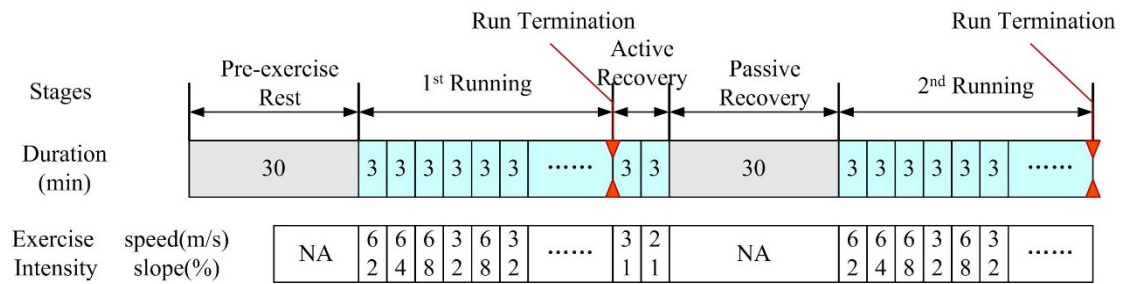 Run Termination
Run Termination
Active
Recovery
Pre-exercise
Rest
1st Running
Passive
Recovery
2nd Running
Stages
Duration
(min)
30 3 3 3 3 3 3 ...... 3 3 30 3 3 3 3 3 3 ......
Exercise speed(m/s) NA 6 6 6 3 6 3 ...... 3 2 NA 6 6 6 3 6 3 ......
Intensity slope(%) 2 4 8 2 8 2 1 1 2 4 8 2 8 2